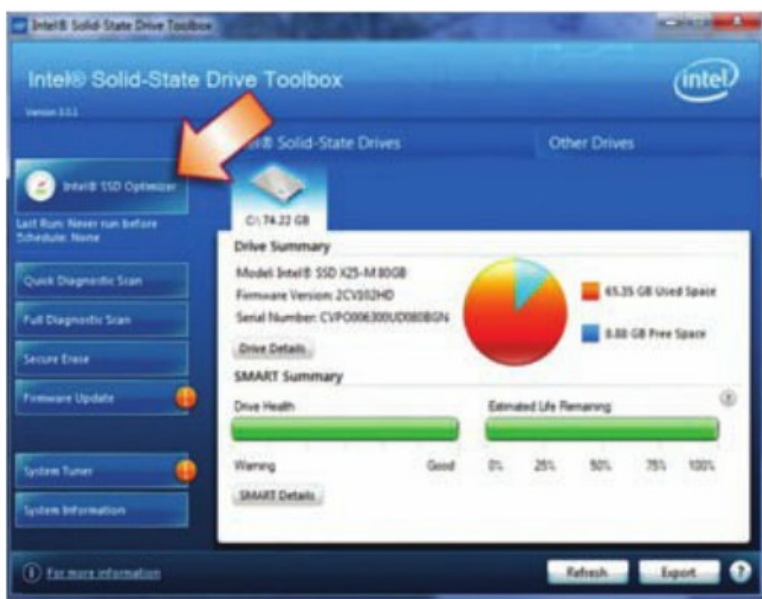 Intel® Solid-State Drive Toolbox
Intel® Solid-State Drive Toolbox
intel
Version 3.0.1
Solid-State Drives
Other Drives
Intel® SSD Optimizer
C:\ 74.22 GB
Last Run: Never run before
Schedule: None
Drive Summary
Model: Intel® SSD X25-M 80GB
Firmware Version: 2CV102HD
Serial Number: CVPO006300UD080BGN
65.35 GB Used Space
8.88 GB Free Space
Drive Details
Quick Diagnostic Scan
Full Diagnostic Scan
Secure Erase
Firmware Update
SMART Summary
Drive Health
Estimated Life Remaining
Warning
Good
0%
25%
50%
75%
100%
SMART Details
System Tuner
System Information
For more information
Refresh
Export
?